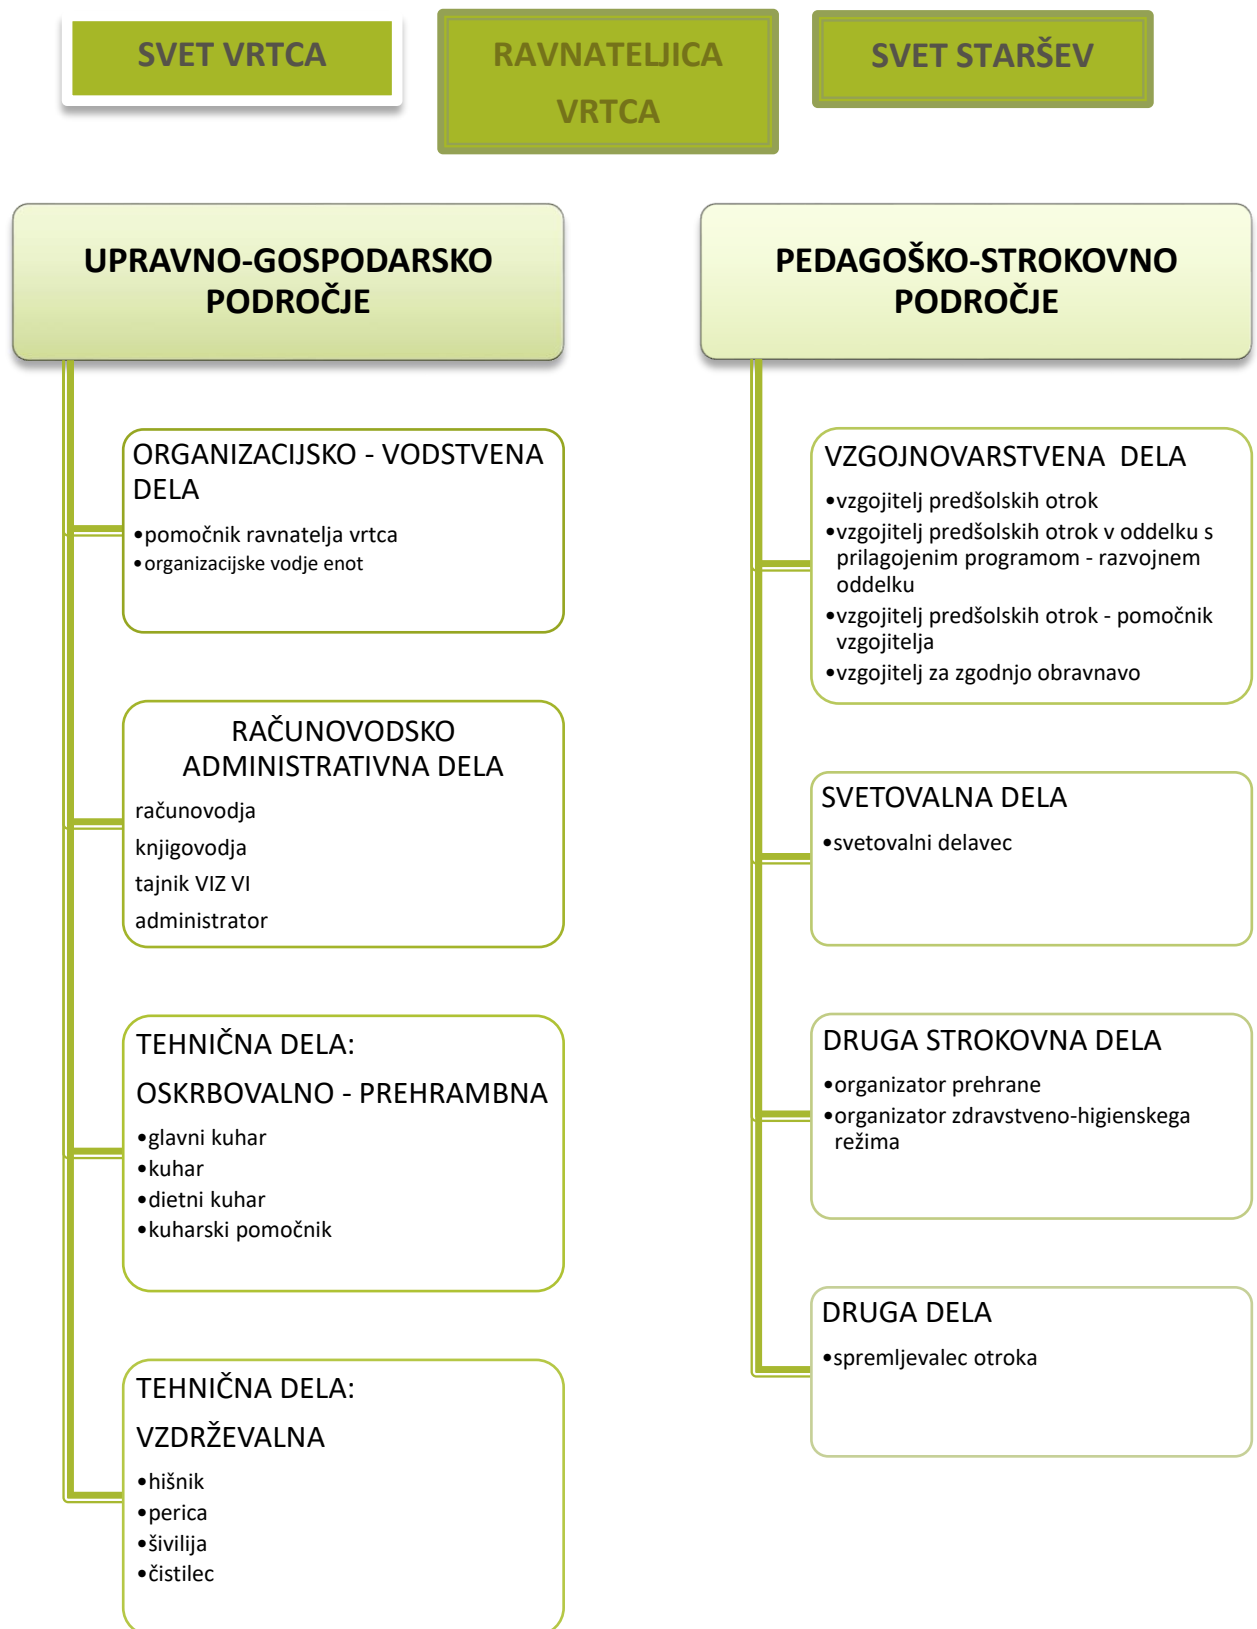 SVET VRTCA
RAVNATELJICA
VRTCA
SVET STARŠEV
UPRAVNO-GOSPODARSKO
PODROČJE
ORGANIZACIJSKO - VODSTVENA
DELA
•pomočnik ravnatelja vrtca
•organizacijske vodje enot
RAČUNOVODSKO
ADMINISTRATIVNA DELA
računovodja
knjigovodja
tajnik VIZ VI
administrator
TEHNIČNA DELA:
OSKRBOVALNO - PREHRAMBNA
•glavni kuhar
•kuhar
•dietni kuhar
•kuharski pomočnik
TEHNIČNA DELA:
VZDRŽEVALNA
•hišnik
•perica
•šivilija
•čistilec
PEDAGOŠKO-STROKOVNO
PODROČJE
VZGOJNOVARSTVENA  DELA
•vzgojitelj predšolskih otrok
•vzgojitelj predšolskih otrok v oddelku s
prilagojenim programom - razvojnem
oddelku
•vzgojitelj predšolskih otrok - pomočnik
vzgojitelja
•vzgojitelj za zgodnjo obravnavo
SVETOVALNA DELA
•svetovalni delavec
DRUGA STROKOVNA DELA
•organizator prehrane
•organizator zdravstveno-higienskega
režima
DRUGA DELA
•spremljevalec otroka